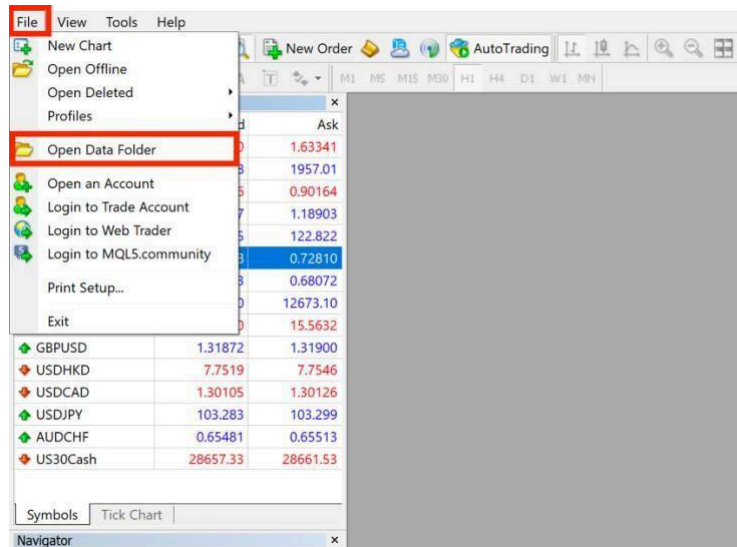 File View Tools Help
New Chart
New Order AutoTrading
Open Offline
M1 M5 M15 M30 H1 H4 D1 W1 MN
Open Deleted
Profiles
Ask
Open Data Folder
1.63341
1957.01
Open an Account
0.90164
Login to Trade Account
1.18903
Login to Web Trader
122.822
Login to MQL5.community
0.72810
0.68072
Print Setup...
12673.10
Exit
15.5632
GBPUSD 1.31872 1.31900
USDHKD 7.7519 7.7546
USDCAD 1.30105 1.30126
USDJPY 103.283 103.299
AUDCHF 0.65481 0.65513
US30Cash 28657.33 28661.53
Symbols Tick Chart
Navigator